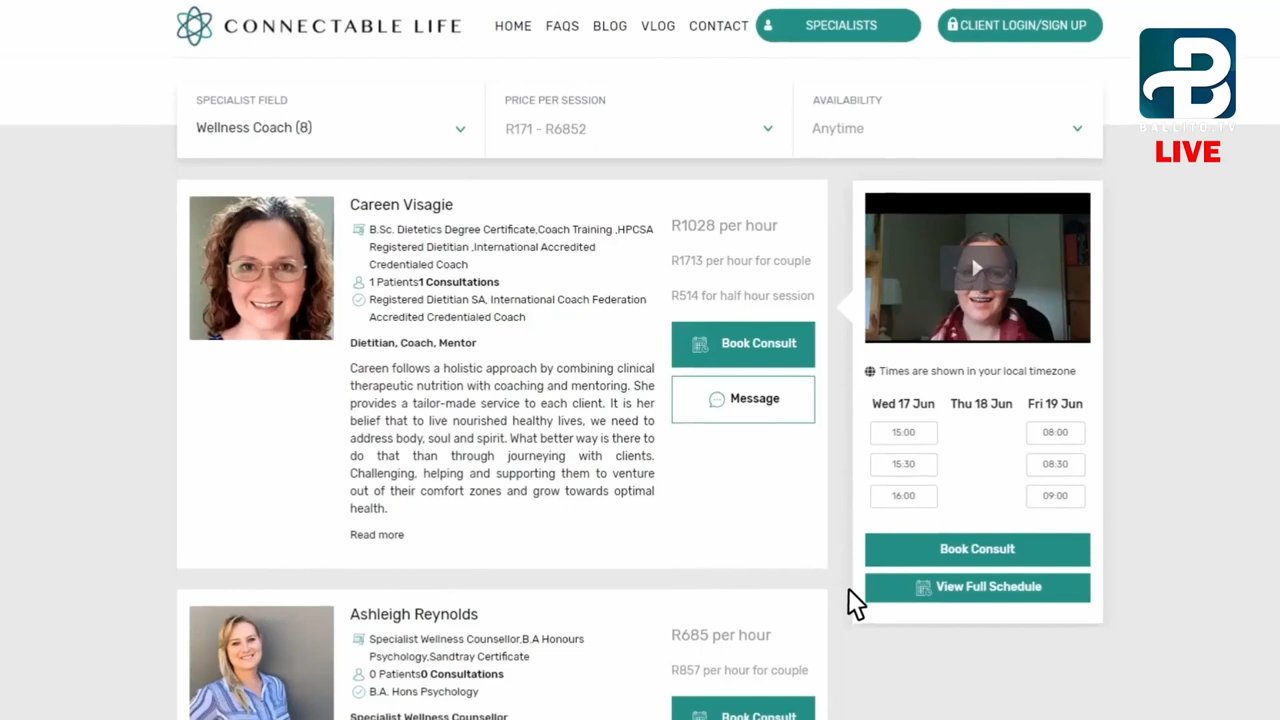 CONNECTABLE LIFE
HOME FAQS BLOG VLOG CONTACT
SPECIALISTS
CLIENT LOGIN/SIGN UP
BALLITO.TV
LIVE
SPECIALIST FIELD
Wellness Coach (8)
PRICE PER SESSION
R171 - R6852
AVAILABILITY
Anytime
Careen Visagie
B.Sc. Dietetics Degree Certificate,Coach Training ,HPCSA
Registered Dietitian ,International Accredited
Credentialed Coach
1 Patients1 Consultations
Registered Dietitian SA, International Coach Federation
Accredited Credentialed Coach
Dietitian, Coach, Mentor
Careen follows a holistic approach by combining clinical
therapeutic nutrition with coaching and mentoring. She
provides a tailor-made service to each client. It is her
belief that to live nourished healthy lives, we need to
address body, soul and spirit. What better way is there to
do that than through journeying with clients.
Challenging, helping and supporting them to venture
out of their comfort zones and grow towards optimal
health.
Read more
R1028 per hour
R1713 per hour for couple
R514 for half hour session
Book Consult
Message
Times are shown in your local timezone
Wed 17 Jun Thu 18 Jun Fri 19 Jun
15:00 08:00
15:30 08:30
16:00 09:00
Book Consult
View Full Schedule
Ashleigh Reynolds
Specialist Wellness Counsellor,B.A Honours
Psychology,Sandtray Certificate
0 Patients0 Consultations
B.A. Hons Psychology
Specialist Wellness Counsellor
R685 per hour
R857 per hour for couple
Book Consult